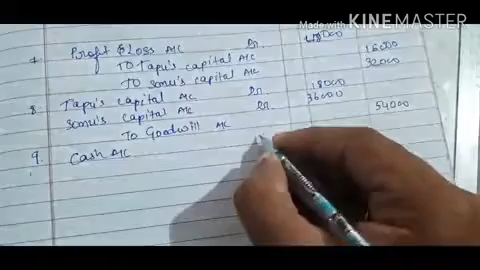 Made with KINEMASTER
7. Profit & Loss A/c Dr. 48000
To Tapu's capital A/c 16000
To Sonu's capital A/c 32000
8. Tapu's capital A/c Dr. 18000
Sonu's capital A/c Dr. 36000
To Goodwill A/c 54000
9. Cash A/c